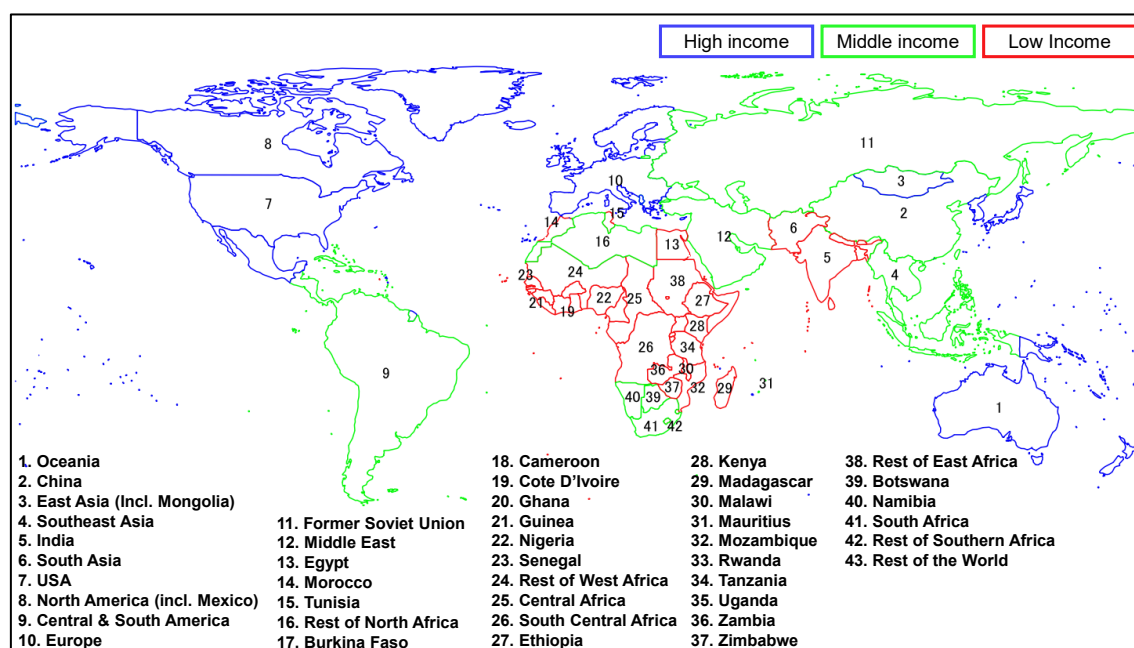 High income
Middle income
Low Income
8
11
10
3
7
2
15
14
12
6
16
13
5
4
23
24
38
27
21
19
22
25
28
26
34
9
36
30
37
32
29
31
40
39
41
42
1
1. Oceania
2. China
3. East Asia (Incl. Mongolia)
4. Southeast Asia
5. India
6. South Asia
7. USA
8. North America (incl. Mexico)
9. Central & South America
10. Europe
11. Former Soviet Union
12. Middle East
13. Egypt
14. Morocco
15. Tunisia
16. Rest of North Africa
17. Burkina Faso
18. Cameroon
19. Cote D’Ivoire
20. Ghana
21. Guinea
22. Nigeria
23. Senegal
24. Rest of West Africa
25. Central Africa
26. South Central Africa
27. Ethiopia
28. Kenya
29. Madagascar
30. Malawi
31. Mauritius
32. Mozambique
33. Rwanda
34. Tanzania
35. Uganda
36. Zambia
37. Zimbabwe
38. Rest of East Africa
39. Botswana
40. Namibia
41. South Africa
42. Rest of Southern Africa
43. Rest of the World